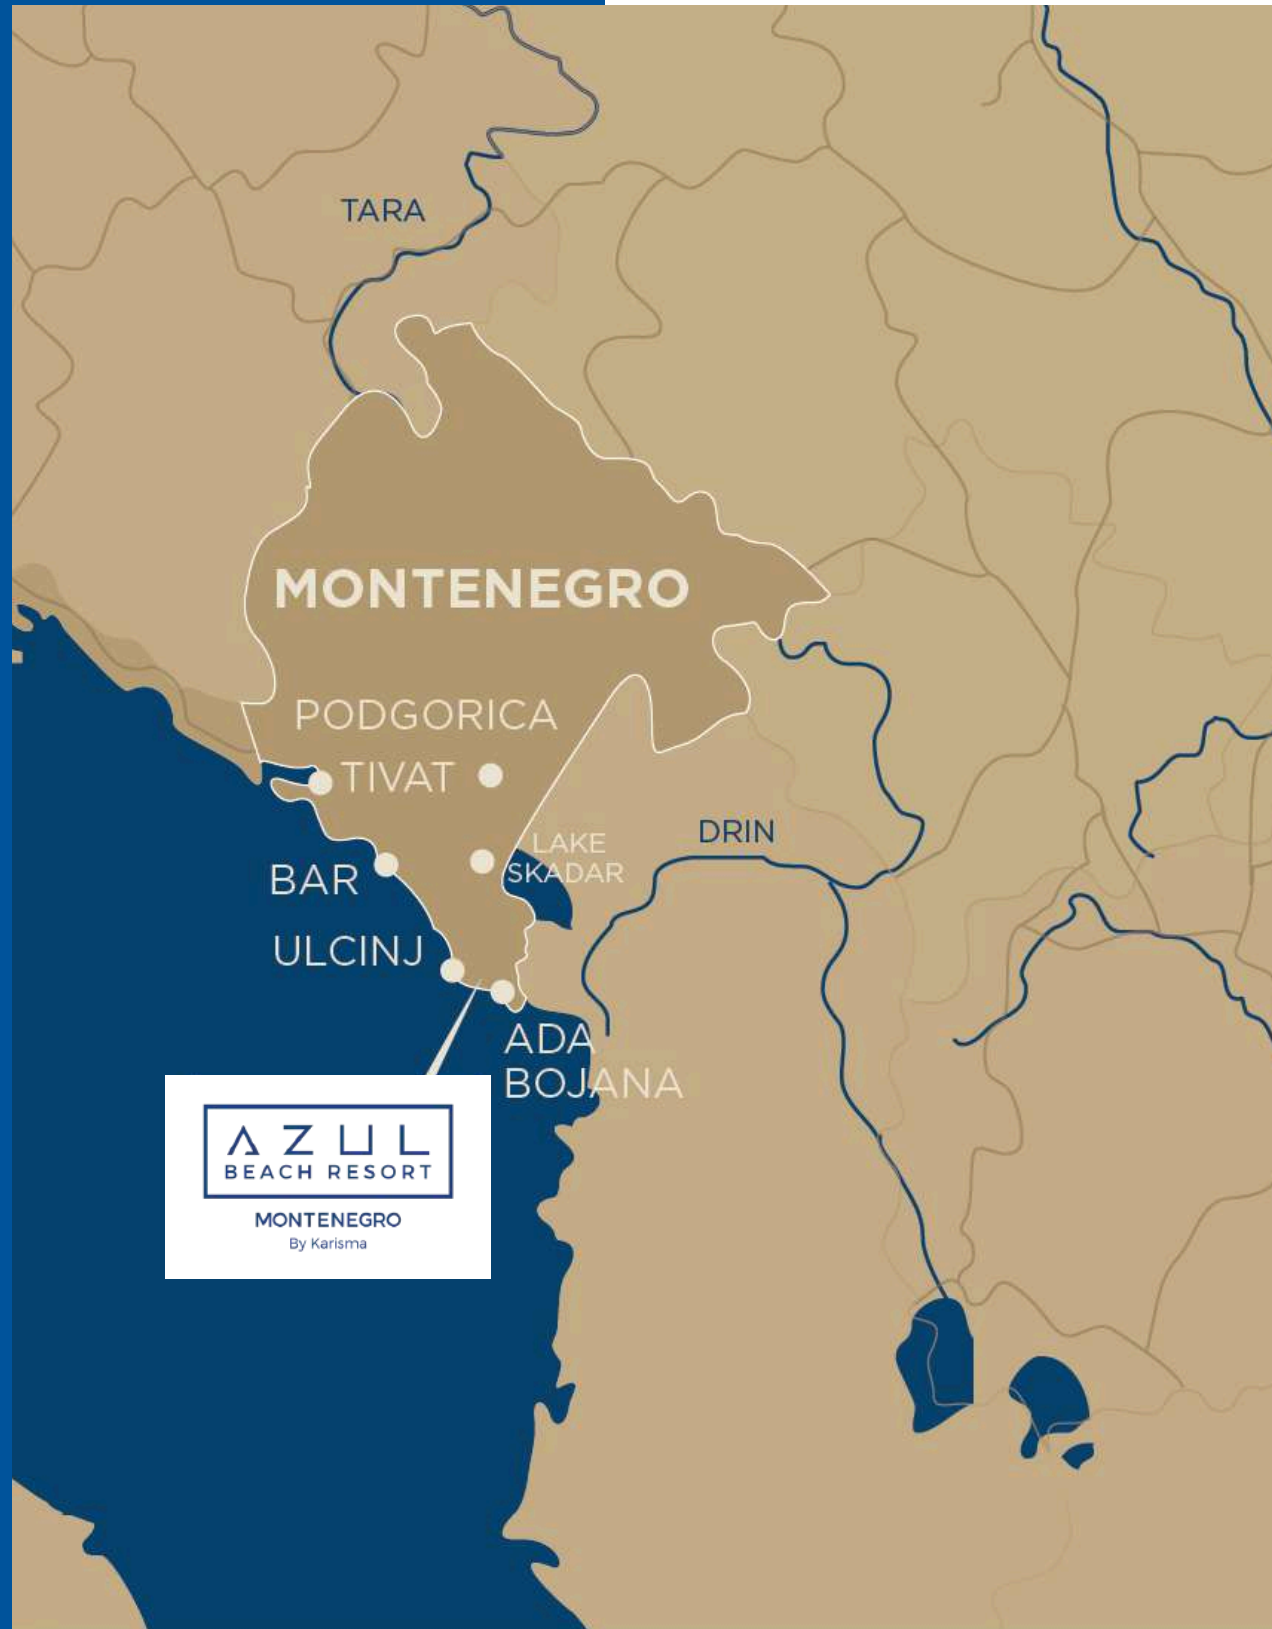 TARA
MONTENEGRO
PODGORICA
TIVAT
DRIN
LAKE
SKADAR
BAR
ULCINJ
ADA
BOJANA
AZUL
BEACH RESORT
MONTENEGRO
By Karisma